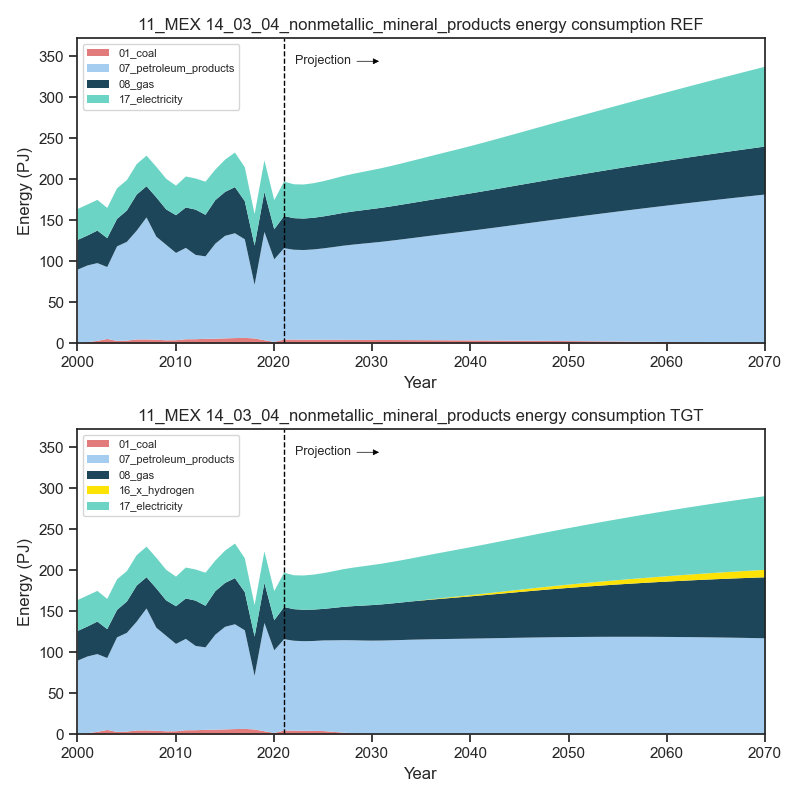 11_MEX 14_03_04_nonmetallic_mineral_products energy consumption REF
Energy (PJ)
350
300
250
200
150
100
50
0
01_coal
07_petroleum_products
08_gas
17_electricity
Projection
2000 2010 2020 2030 2040 2050 2060 2070
Year
11_MEX 14_03_04_nonmetallic_mineral_products energy consumption TGT
Energy (PJ)
350
300
250
200
150
100
50
0
01_coal
07_petroleum_products
08_gas
16_x_hydrogen
17_electricity
Projection
2000 2010 2020 2030 2040 2050 2060 2070
Year